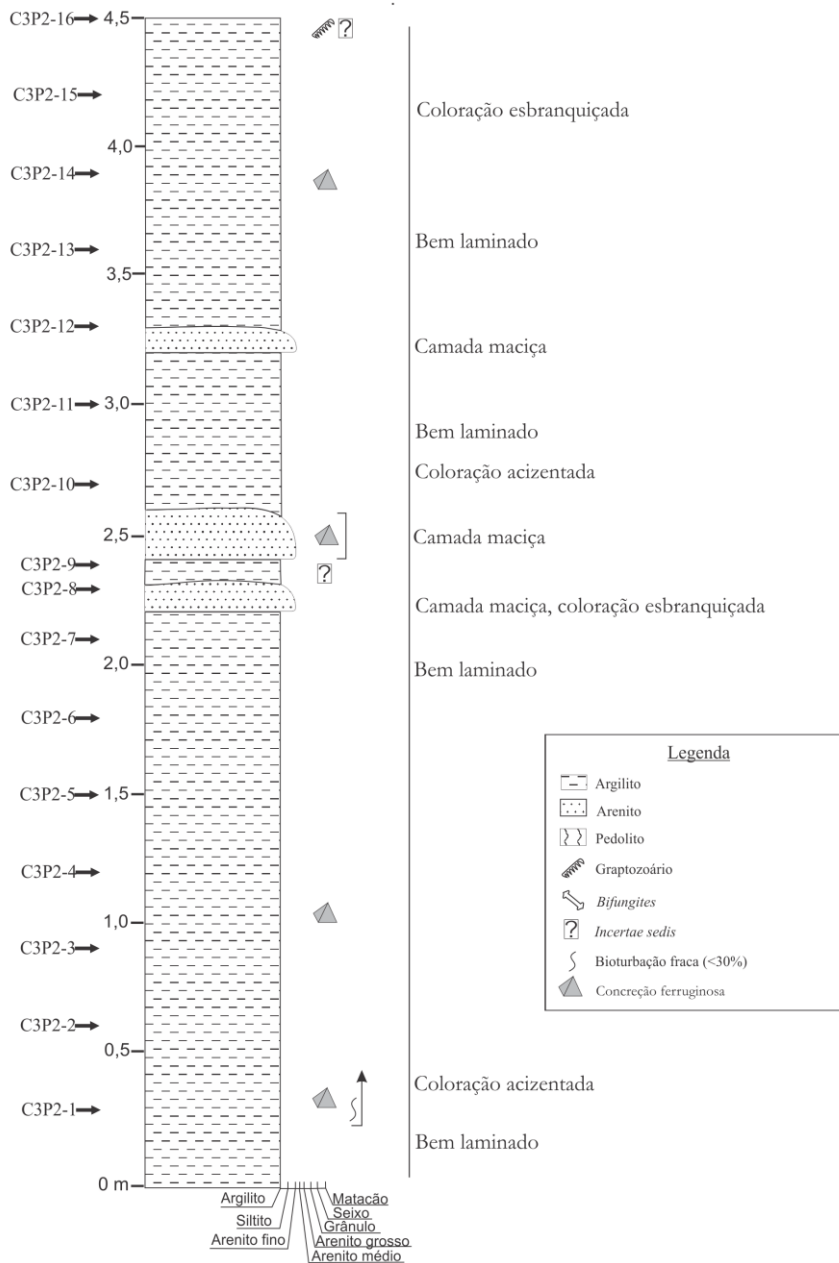 C3P2-16
4,5
?
C3P2-15
Coloração esbranquiçada
4,0
C3P2-14
C3P2-13
Bem laminado
3,5
C3P2-12
Camada maciça
C3P2-11
3,0
Bem laminado
C3P2-10
Coloração acizentada
2,5
Camada maciça
C3P2-9
?
C3P2-8
Camada maciça, coloração esbranquiçada
C3P2-7
2,0
Bem laminado
C3P2-6
C3P2-5
1,5
C3P2-4
1,0
C3P2-3
C3P2-2
0,5
Coloração acizentada
C3P2-1
Bem laminado
0 m
Argilito
Siltito
Arenito fino
Matacão
Seixo
Grânulo
Arenito grosso
Arenito médio
Legenda
Argilito
Arenito
Pedolito
Graptozoário
Bifungites
? Incertae sedis
Bioturbação fraca (<30%)
Concreção ferruginosa